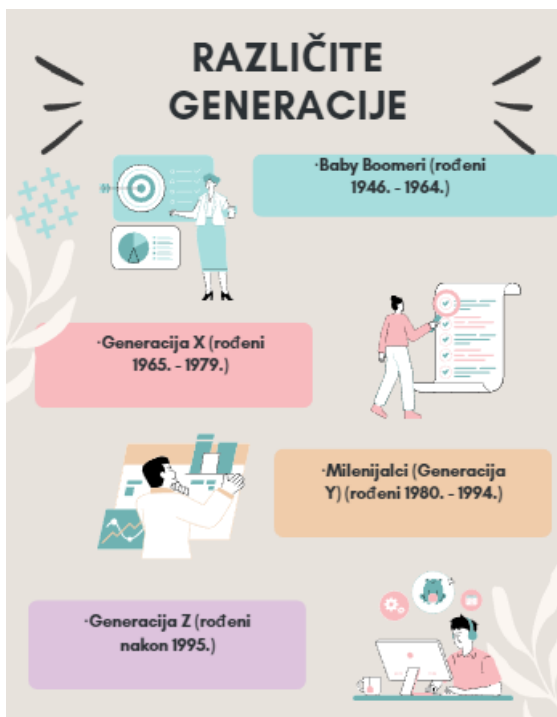 RAZLIČITE
GENERACIJE
·Baby Boomeri (rođeni
1946. - 1964.)
·Generacija X (rođeni
1965. - 1979.)
·Milenijalci (Generacija
Y) (rođeni 1980. - 1994.)
·Generacija Z (rođeni
nakon 1995.)